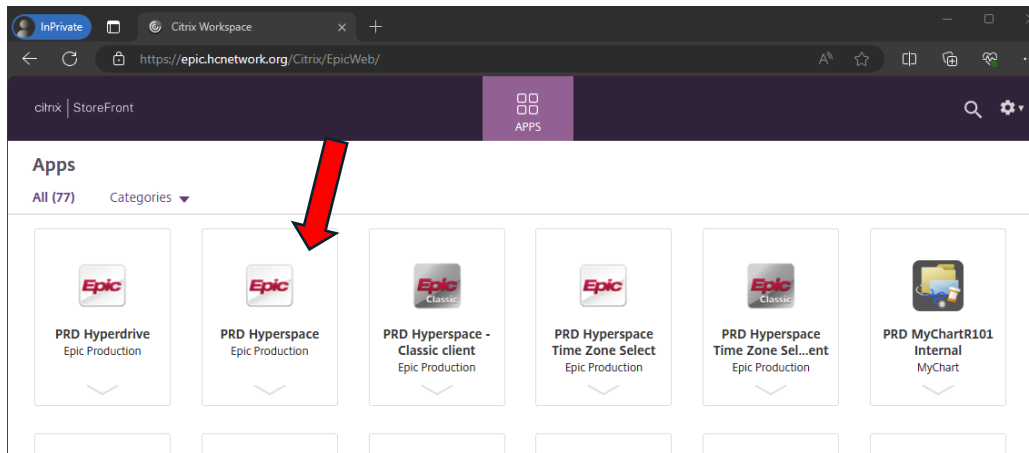 InPrivate
Citrix Workspace
https://epic.hcnetwork.org/Citrix/EpicWeb/
citrix | StoreFront
APPS
Apps
All (77) Categories
Epic
PRD Hyperdrive
Epic Production
Epic
PRD Hyperspace
Epic Production
Epic
Classic
PRD Hyperspace -
Classic client
Epic Production
Epic
PRD Hyperspace
Time Zone Select
Epic Production
Epic
Classic
PRD Hyperspace
Time Zone Sel...ent
Epic Production
PRD MyChartR101
Internal
MyChart